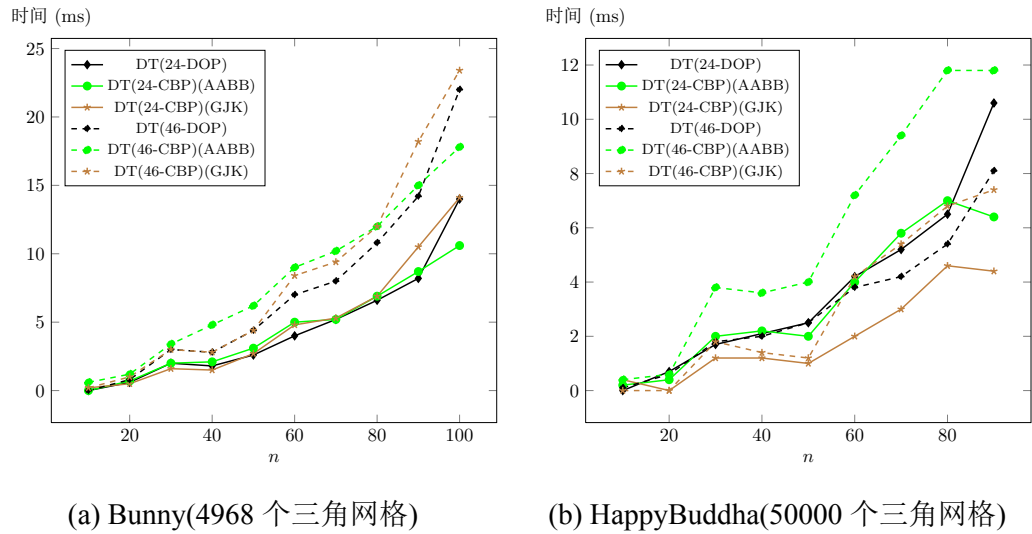 时间 (ms)
25
20
15
10
5
0
DT(24-DOP)
DT(24-CBP)(AABB)
DT(24-CBP)(GJK)
DT(46-DOP)
DT(46-CBP)(AABB)
DT(46-CBP)(GJK)
20 40 60 80 100
n
(a) Bunny(4968 个三角网格)
时间 (ms)
12
10
8
6
4
2
0
DT(24-DOP)
DT(24-CBP)(AABB)
DT(24-CBP)(GJK)
DT(46-DOP)
DT(46-CBP)(AABB)
DT(46-CBP)(GJK)
20 40 60 80
n
(b) HappyBuddha(50000 个三角网格)